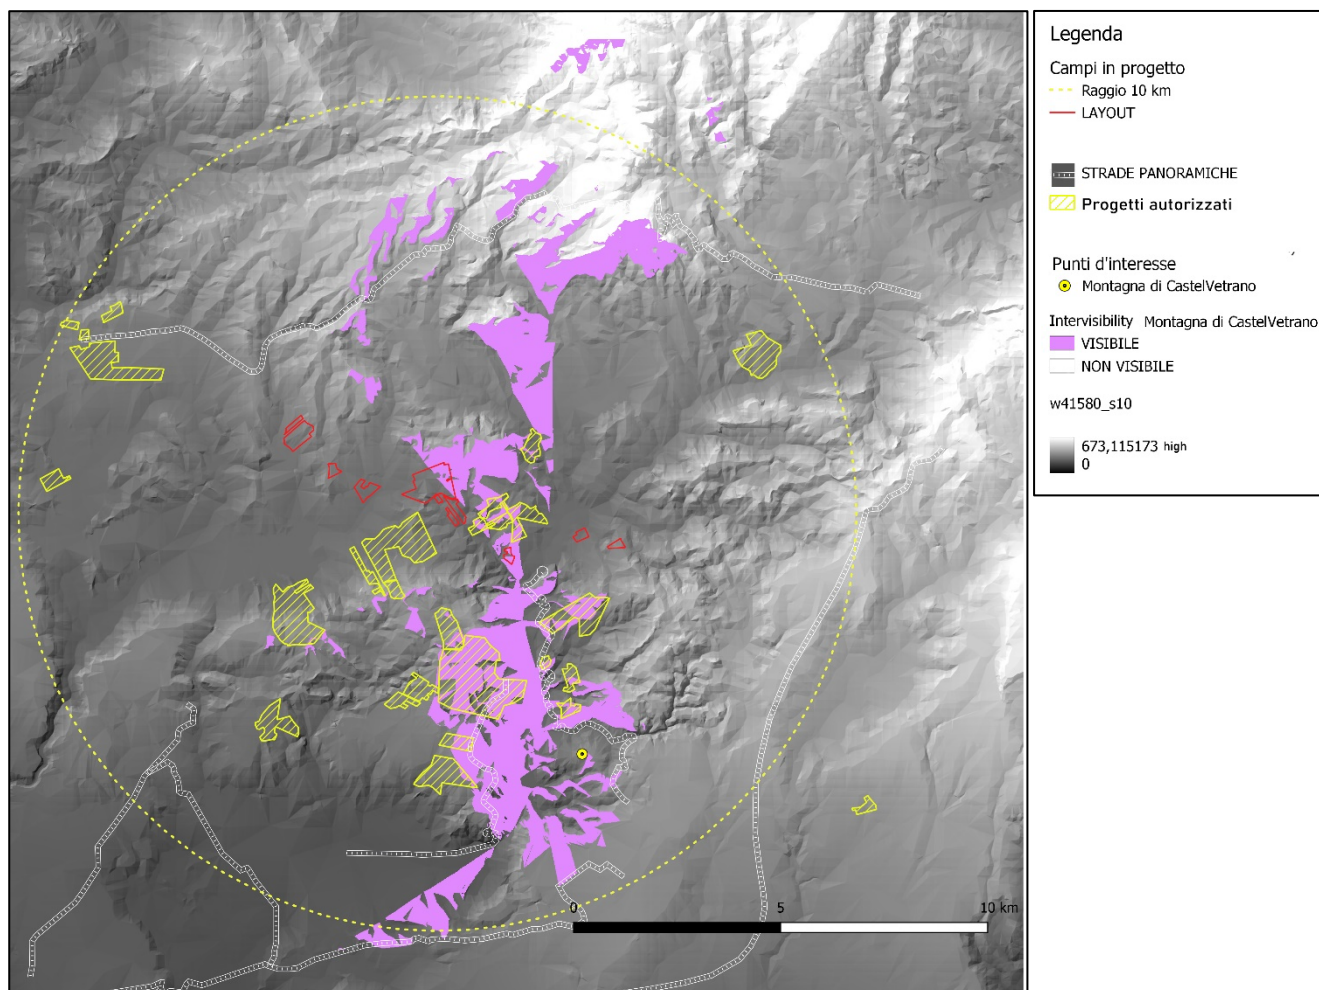 Legenda
Campi in progetto
Raggio 10 km
LAYOUT
STRADE PANORAMICHE
Progetti autorizzati
Punti d'interesse
Montagna di CastelVetrano
Intervisibility Montagna di CastelVetrano
VISIBILE
NON VISIBILE
w41580_s10
673,115173 high
0
0 5 10 km